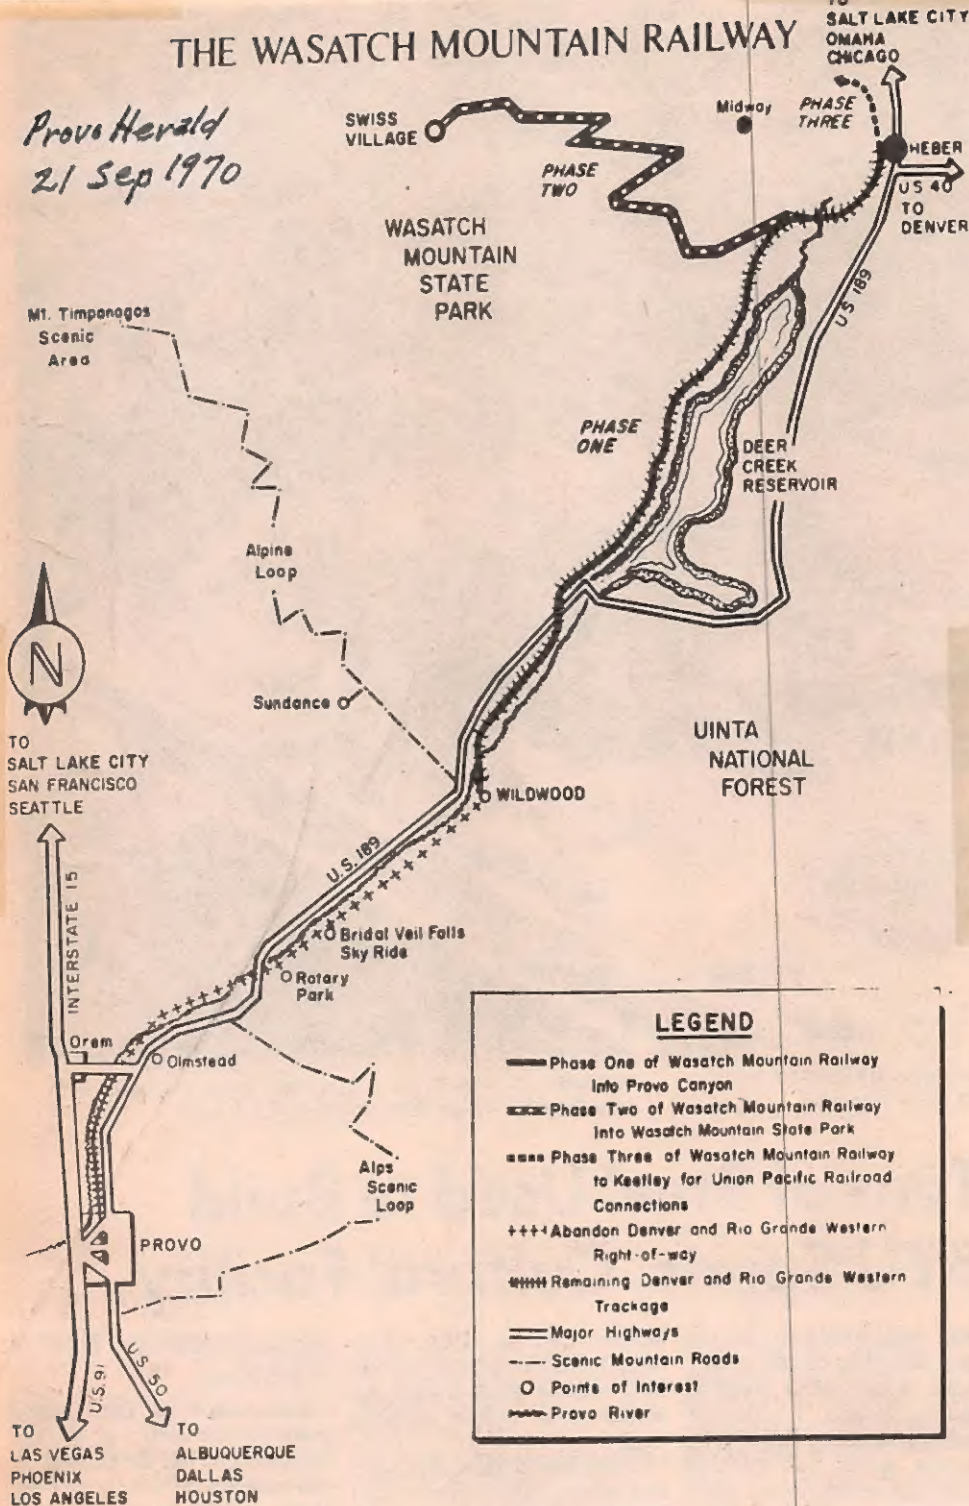 THE WASATCH MOUNTAIN RAILWAY
TO
SALT LAKE CITY
OMAHA
CHICAGO
Provo Herald
21 Sep 1970
SWISS
VILLAGE
Midway
PHASE
THREE
HEBER
PHASE
TWO
US 40
TO
DENVER
WASATCH
MOUNTAIN
STATE
PARK
U.S. 189
Mt. Timpanogos
Scenic
Area
PHASE
ONE
DEER
CREEK
RESERVOIR
Alpine
Loop
N
Sundance
UINTA
NATIONAL
FOREST
TO
SALT LAKE CITY
SAN FRANCISCO
SEATTLE
WILDWOOD
U.S. 189
INTERSTATE 15
Bridal Veil Falls
Sky Ride
Rotary
Park
Orem
Olmstead
Alps
Scenic
Loop
PROVO
U.S. 91
U.S. 50
TO
LAS VEGAS
PHOENIX
LOS ANGELES
TO
ALBUQUERQUE
DALLAS
HOUSTON
LEGEND
Phase One of Wasatch Mountain Railway
Into Provo Canyon
Phase Two of Wasatch Mountain Railway
Into Wasatch Mountain State Park
Phase Three of Wasatch Mountain Railway
to Keetley for Union Pacific Railroad
Connections
Abandon Denver and Rio Grande Western
Right-of-way
Remaining Denver and Rio Grande Western
Trackage
Major Highways
Scenic Mountain Roads
Points of Interest
Provo River